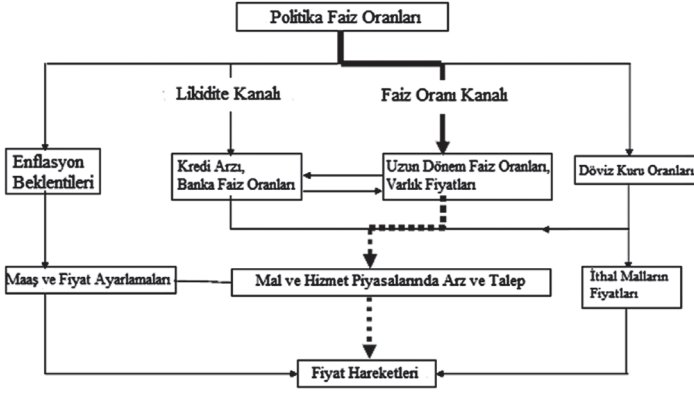 Politika Faiz Oranları
Likidite Kanalı
Faiz Oranı Kanalı
Enflasyon
Beklentileri
Kredi Arzı,
Banka Faiz Oranları
Uzun Dönem Faiz Oranları,
Varlık Fiyatları
Döviz Kuru Oranları
Maaş ve Fiyat Ayarlamaları
Mal ve Hizmet Piyasalarında Arz ve Talep
İthal Malların
Fiyatları
Fiyat Hareketleri